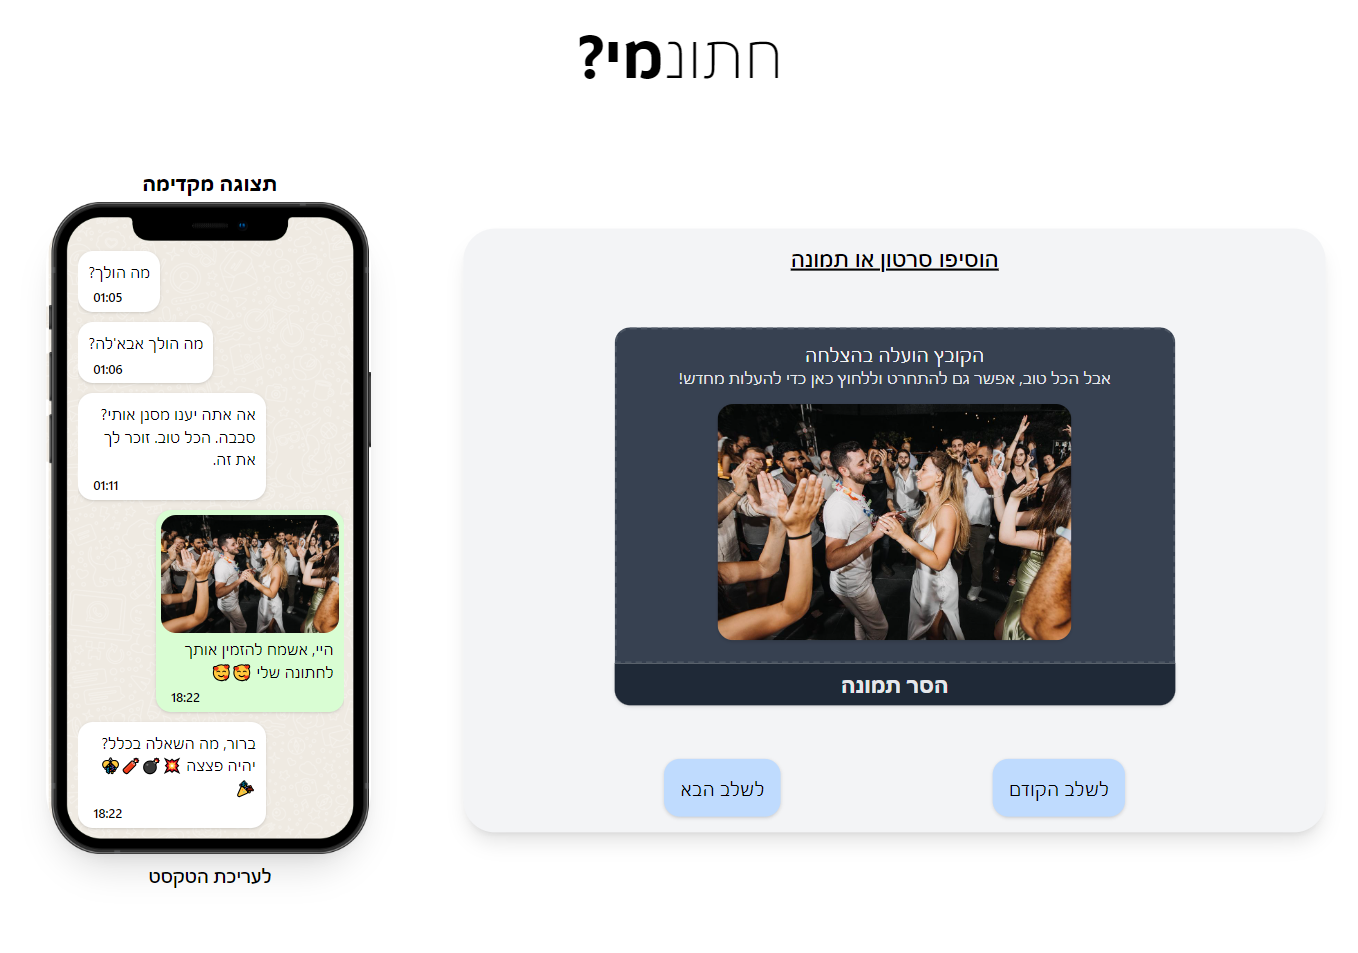 חתונמי?
הוסיפו סרטון או תמונה
הקובץ הועלה בהצלחה
אבל הכל טוב, אפשר גם להתחרט וללחוץ כאן כדי להעלות מחדש!
הסר תמונה
לשלב הקודם
לשלב הבא
תצוגה מקדימה
מה הולך?
01:05
מה הולך אבא'לה?
01:06
אה אתה יענו מסנן אותי?
סבבה. הכל טוב. זוכר לך
את זה.
01:11
היי, אשמח להזמין אותך
לחתונה שלי 🥰🥰
18:22
ברור, מה השאלה בכלל?
יהיה פצצה 💥💣🧨
18:22
לעריכת הטקסט